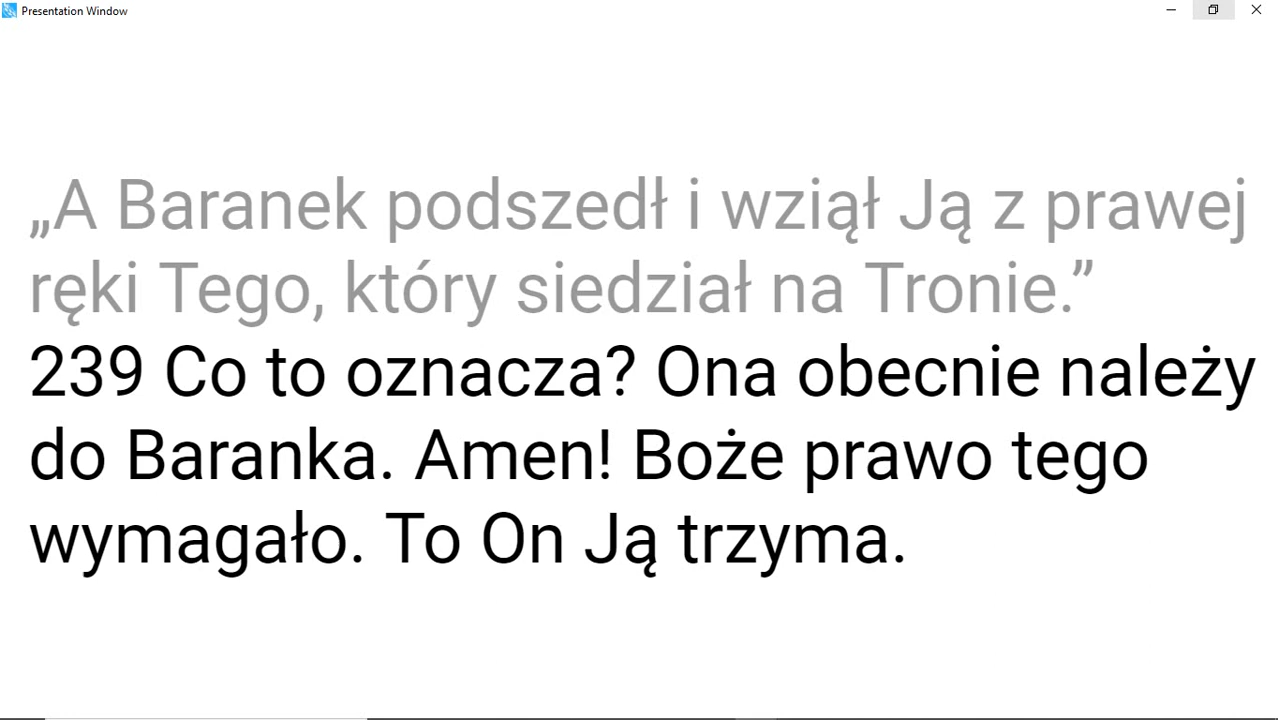 Presentation Window
„A Baranek podszedł i wziął Ją z prawej
ręki Tego, który siedział na Tronie.”
239 Co to oznacza? Ona obecnie należy
do Baranka. Amen! Boże prawo tego
wymagało. To On Ją trzyma.